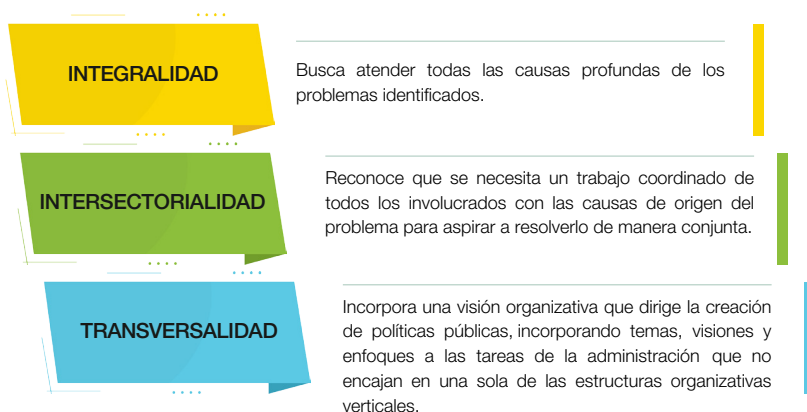 INTEGRALIDAD
Busca atender todas las causas profundas de los
problemas identificados.
INTERSECTORIALIDAD
Reconoce que se necesita un trabajo coordinado de
todos los involucrados con las causas de origen del
problema para aspirar a resolverlo de manera conjunta.
TRANSVERSALIDAD
Incorpora una visión organizativa que dirige la creación
de políticas públicas, incorporando temas, visiones y
enfoques a las tareas de la administración que no
encajan en una sola de las estructuras organizativas
verticales.